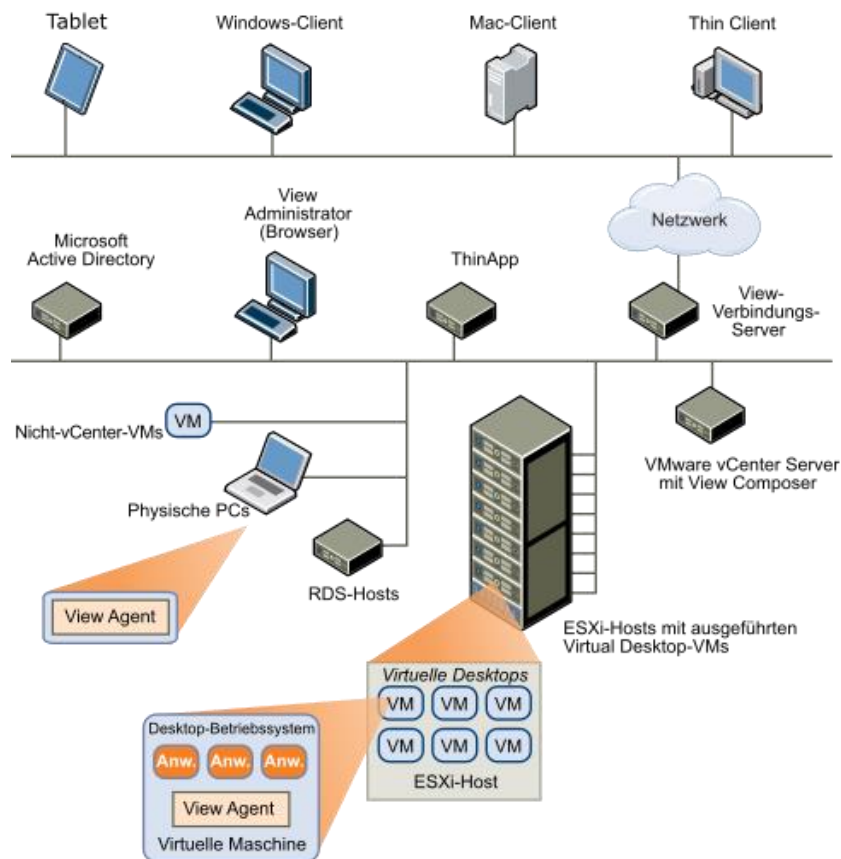 Tablet
Windows-Client
Mac-Client
Thin Client
Netzwerk
Microsoft
Active Directory
View
Administrator
(Browser)
ThinApp
View-
Verbindungs-
Server
Nicht-vCenter-VMs
VM
Physische PCs
RDS-Hosts
VMware vCenter Server
mit View Composer
View Agent
ESXi-Hosts mit ausgeführten
Virtual Desktop-VMs
Virtuelle Desktops
VM VM VM
VM VM VM
ESXi-Host
Desktop-Betriebssystem
Anw. Anw. Anw.
View Agent
Virtuelle Maschine